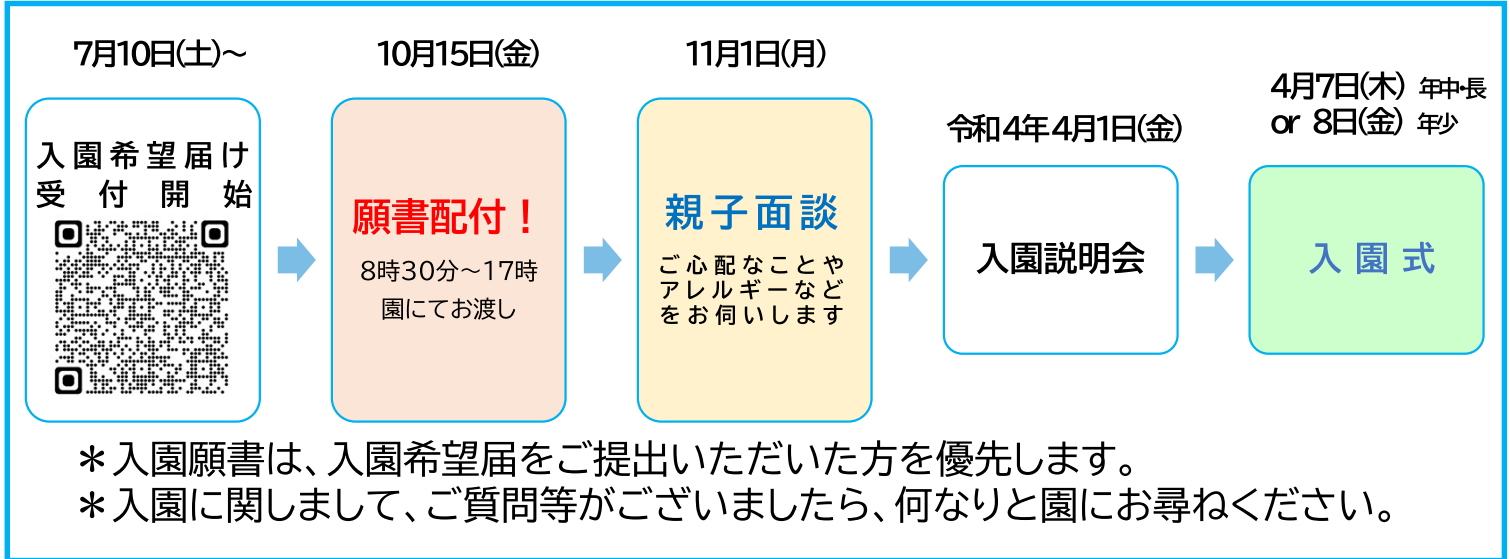 7月10日(土)～
入園希望届け
受付開始
10月15日(金)
願書配付！
8時30分～17時
園にてお渡し
11月1日(月)
親子面談
ご心配なことや
アレルギーなど
をお伺いします
令和4年4月1日(金)
入園説明会
4月7日(木) 年中・長
or 8日(金) 年少
入園式
＊入園願書は、入園希望届をご提出いただいた方を優先します。
＊入園に関しまして、ご質問等がございましたら、何なりと園にお尋ねください。